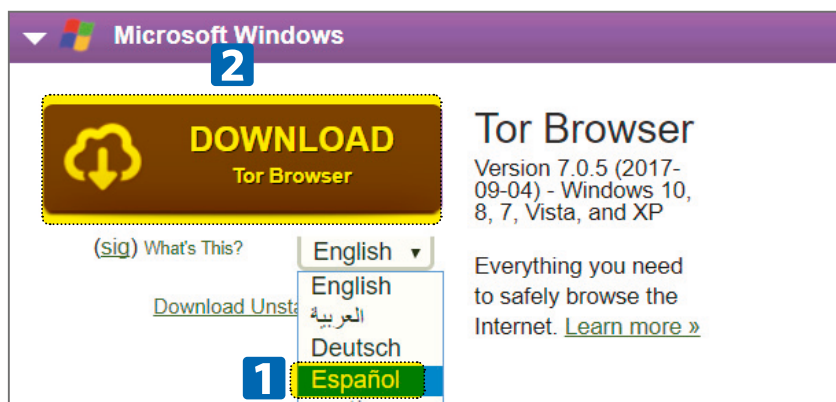 Microsoft Windows
2
DOWNLOAD
Tor Browser
Tor Browser
Version 7.0.5 (2017-
09-04) - Windows 10,
8, 7, Vista, and XP
(sig) What's This?
English
Everything you need
to safely browse the
Internet. Learn more »
Download
English
العربية
Deutsch
1
Español